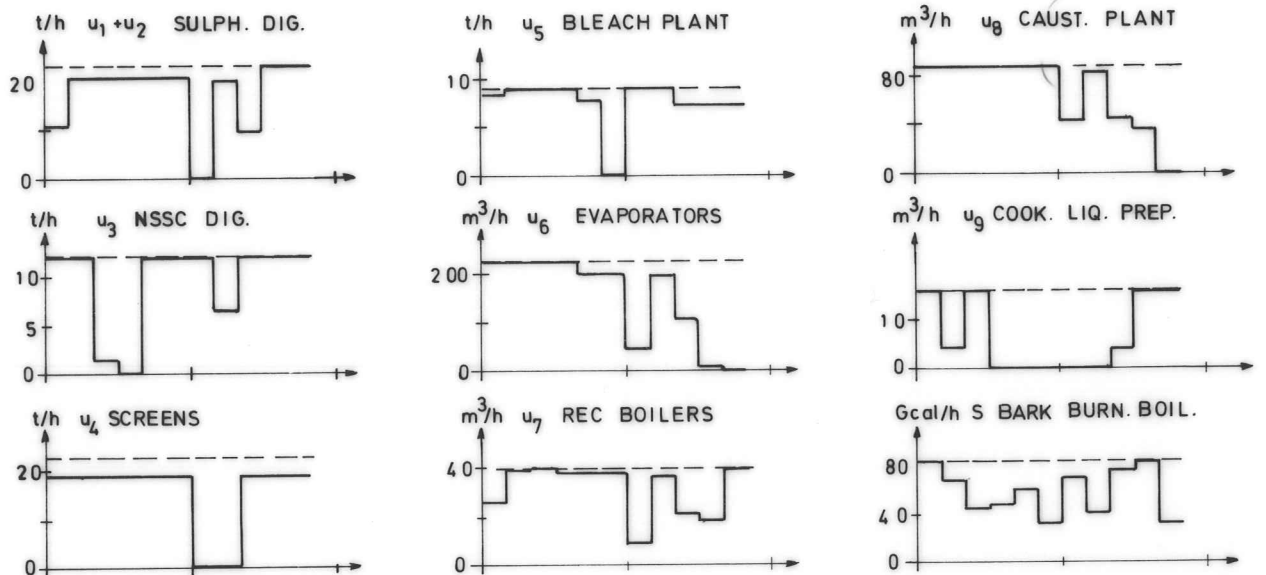 t/h u1 +u2 SULPH. DIG.
20
0
t/h u5 BLEACH PLANT
10
0
m3/h u8 CAUST. PLANT
80
0
t/h u3 NSSC DIG.
10
5
0
m3/h u6 EVAPORATORS
200
0
m3/h u9 COOK. LIQ. PREP.
10
0
t/h u4 SCREENS
20
0
m3/h u7 REC BOILERS
40
0
Gcal/h S BARK BURN. BOIL.
80
40
0